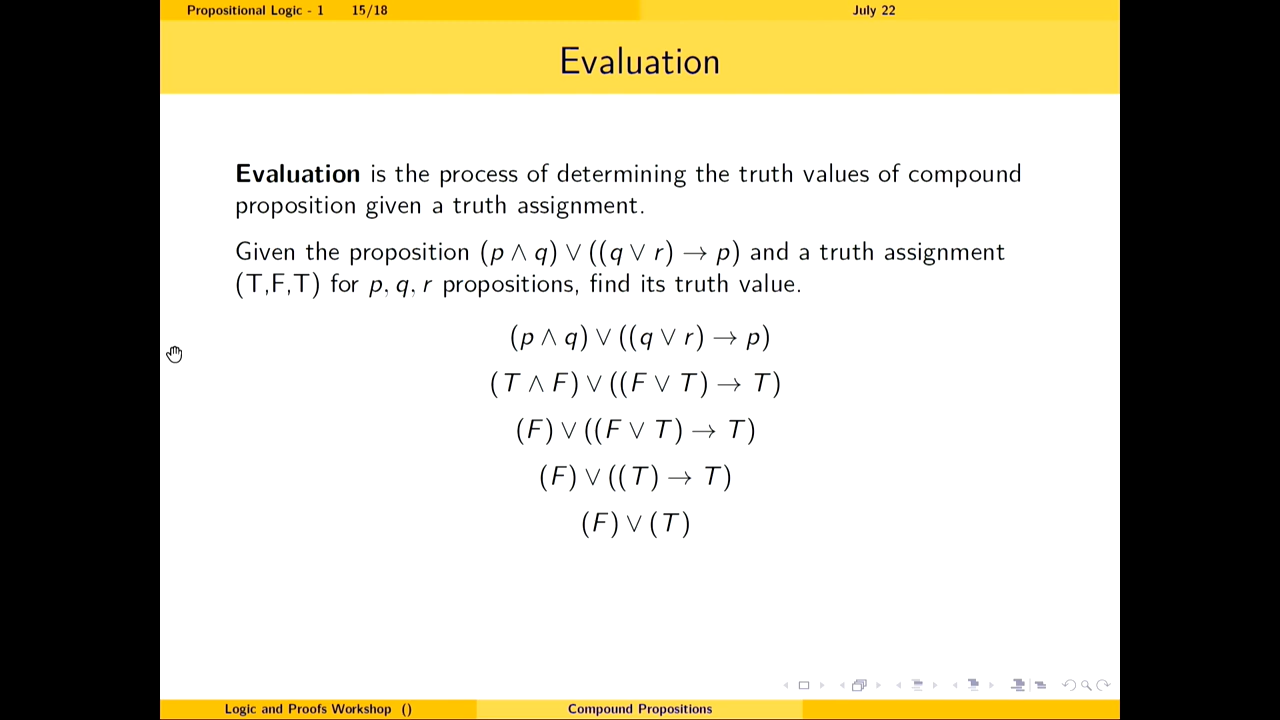 Propositional Logic - 1 15/18 July 22
Evaluation
Evaluation is the process of determining the truth values of compound
proposition given a truth assignment.
Given the proposition (p ∧ q) ∨ ((q ∨ r) → p) and a truth assignment
(T,F,T) for p, q, r propositions, find its truth value.
(p ∧ q) ∨ ((q ∨ r) → p)
(T ∧ F) ∨ ((F ∨ T) → T)
(F) ∨ ((F ∨ T) → T)
(F) ∨ ((T) → T)
(F) ∨ (T)
Logic and Proofs Workshop () Compound Propositions